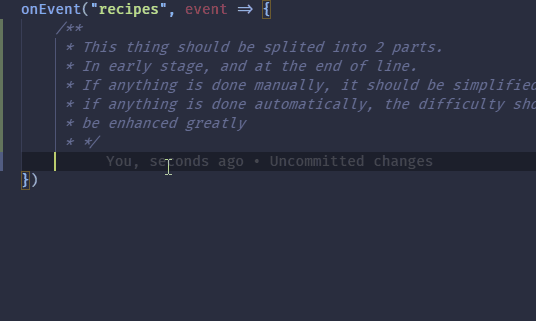 onEvent("recipes", event => {
/**
* This thing should be splited into 2 parts.
* In early stage, and at the end of line.
* If anything is done manually, it should be simplified
* if anything is done automatically, the difficulty sho
* be enhanced greatly
* */
You, seconds ago • Uncommitted changes
})